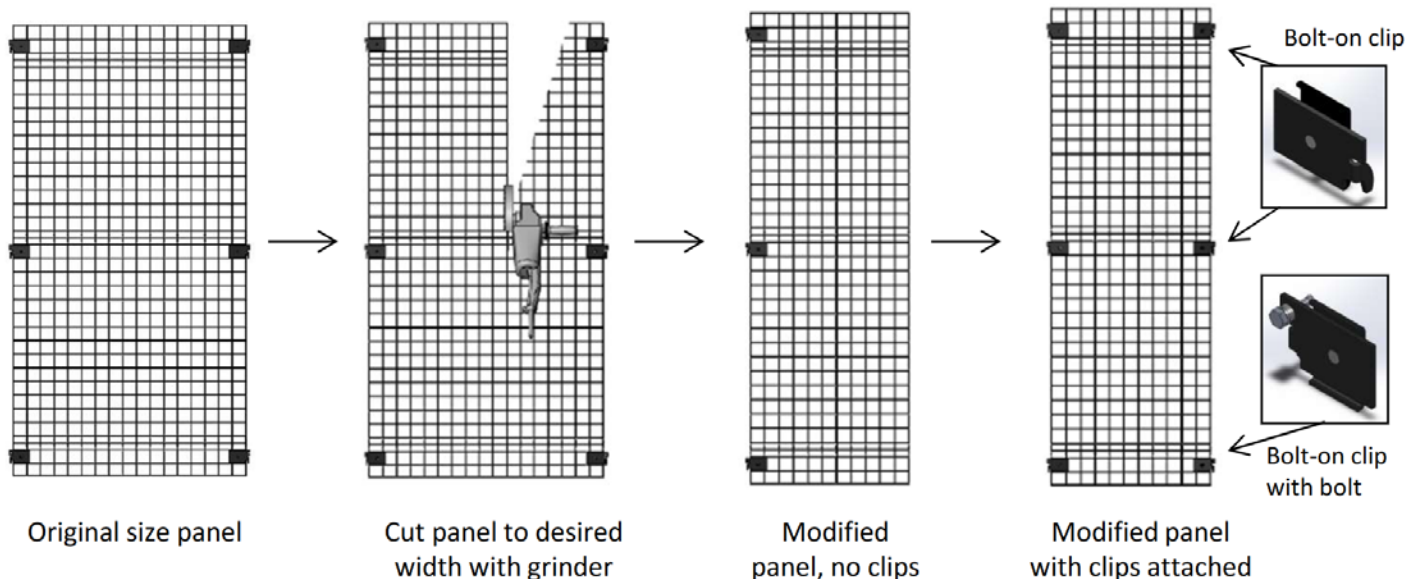 Bolt-on clip
Bolt-on clip
with bolt
Original size panel
Cut panel to desired
width with grinder
Modified
panel, no clips
Modified panel
with clips attached